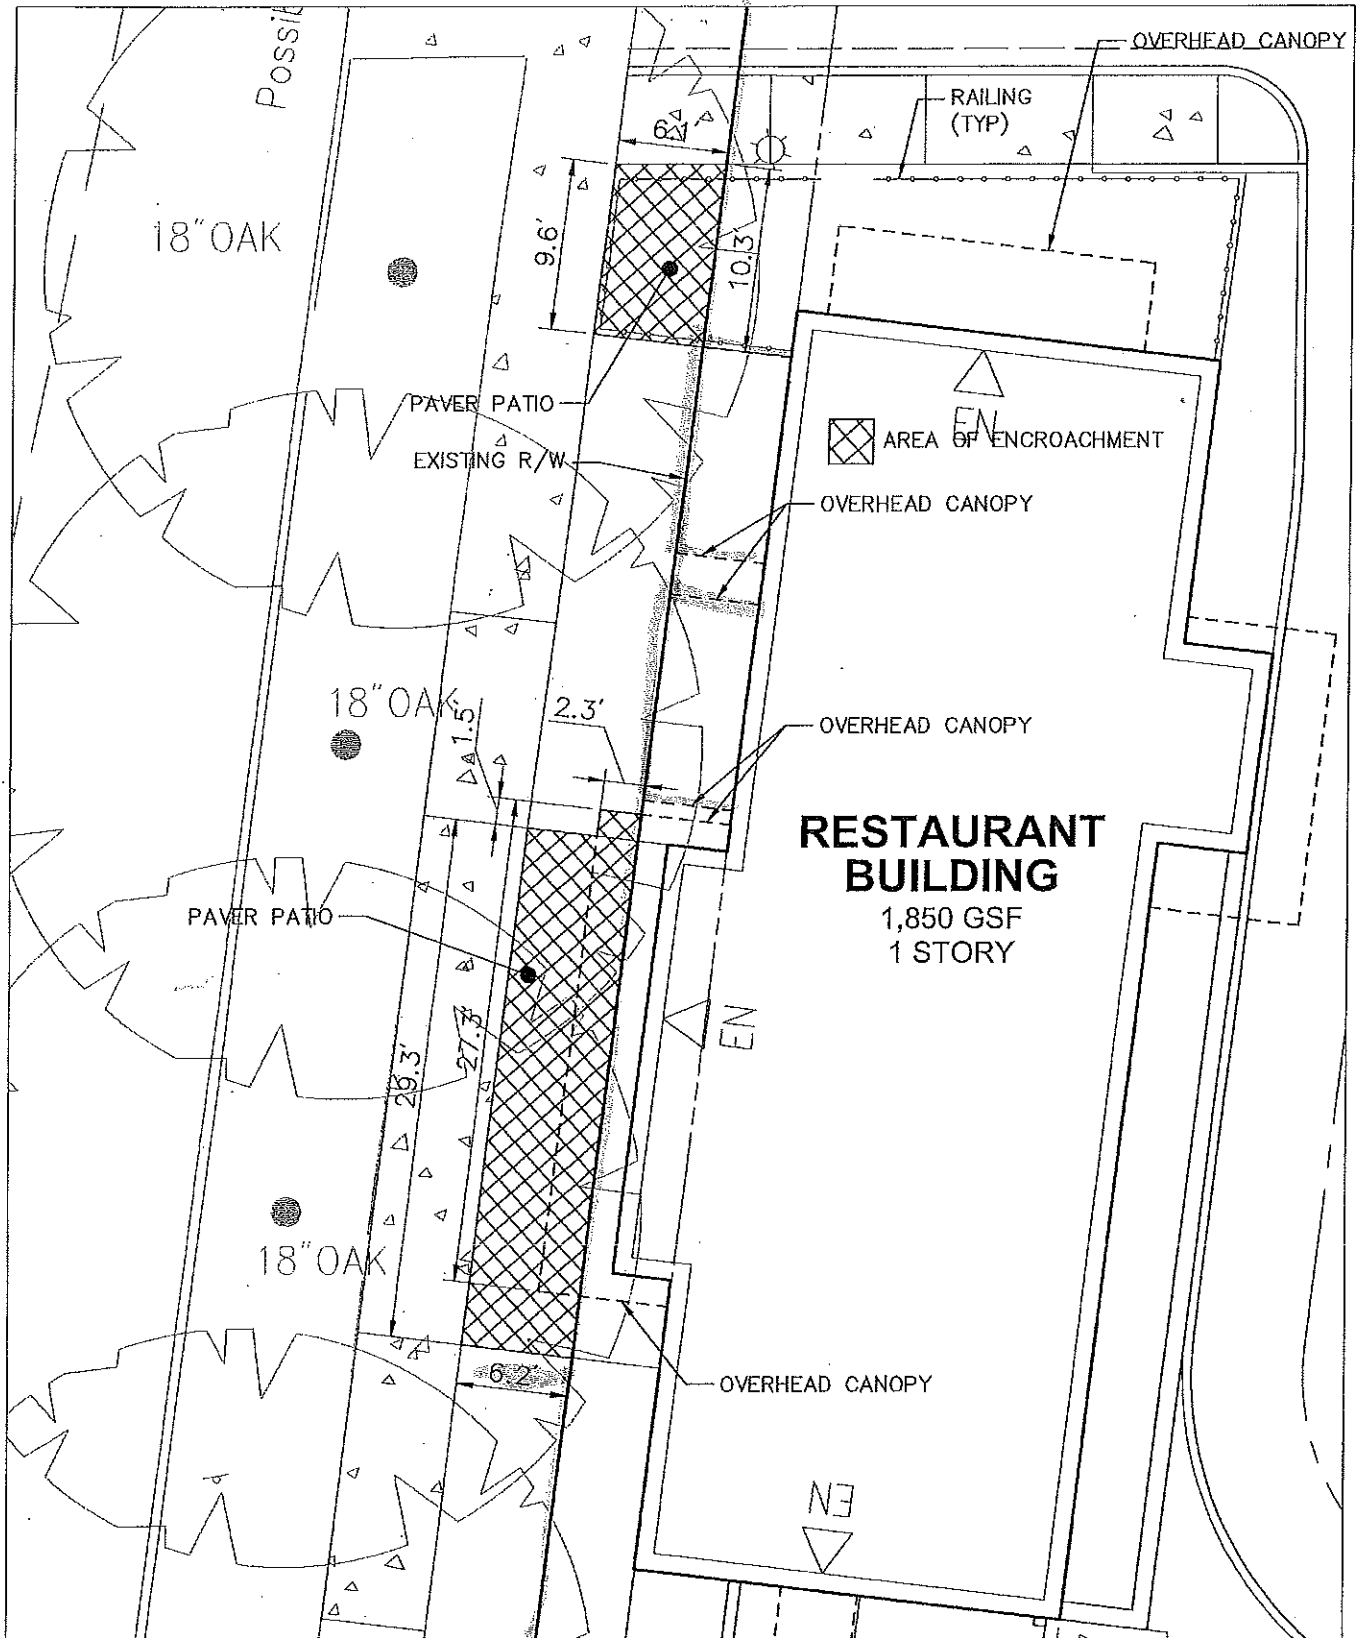 OVERHEAD CANOPY
Possib
RAILING
(TYP)
6.1'
18"OAK
9.6'
10.3'
PAVER PATIO
EN
AREA OF ENCROACHMENT
EXISTING R/W
OVERHEAD CANOPY
18"OAK
1.5'
2.3'
OVERHEAD CANOPY
RESTAURANT
BUILDING
1,850 GSF
1 STORY
PAVER PATIO
EN
29.3'
27.3'
18"OAK
6.2'
OVERHEAD CANOPY
EN